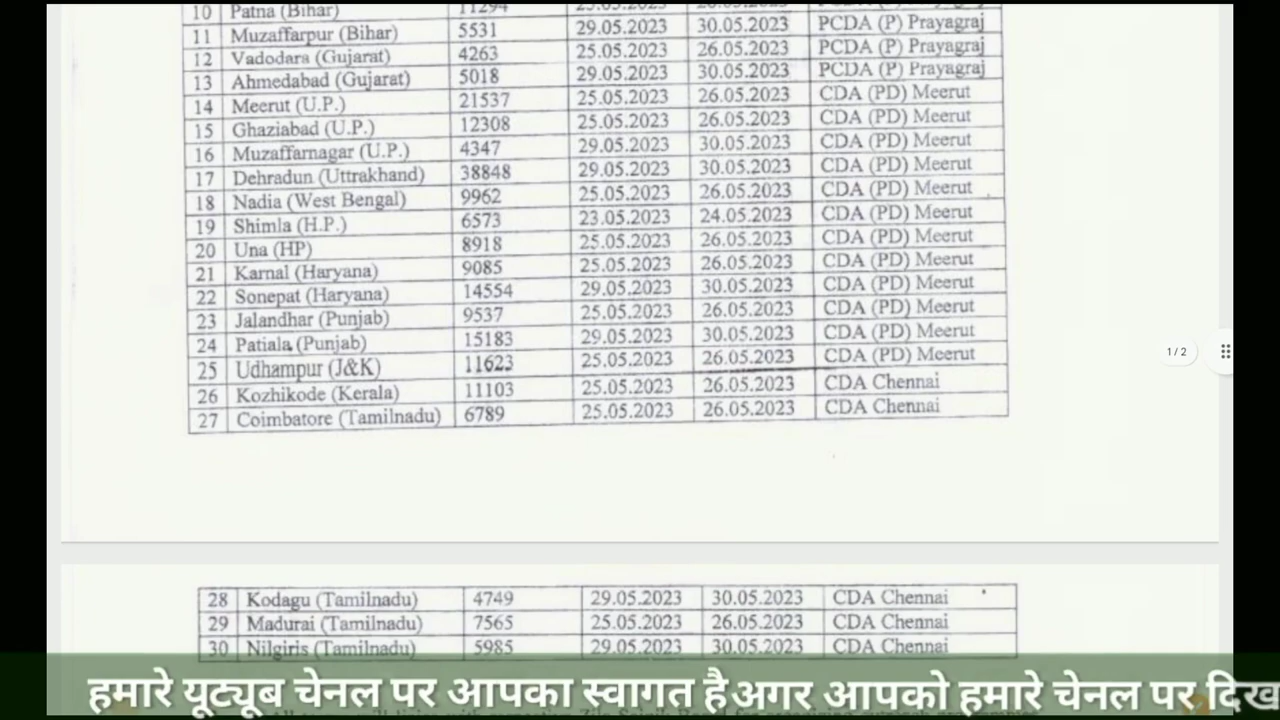 10 Patna (Bihar) 11294
11 Muzaffarpur (Bihar) 5531 29.05.2023 30.05.2023 PCDA (P) Prayagraj
12 Vadodara (Gujarat) 4263 25.05.2023 26.05.2023 PCDA (P) Prayagraj
13 Ahmedabad (Gujarat) 5018 29.05.2023 30.05.2023 PCDA (P) Prayagraj
14 Meerut (U.P.) 21537 25.05.2023 26.05.2023 CDA (PD) Meerut
15 Ghaziabad (U.P.) 12308 25.05.2023 26.05.2023 CDA (PD) Meerut
16 Muzaffarnagar (U.P.) 4347 29.05.2023 30.05.2023 CDA (PD) Meerut
17 Dehradun (Uttrakhand) 38848 29.05.2023 30.05.2023 CDA (PD) Meerut
18 Nadia (West Bengal) 9962 25.05.2023 26.05.2023 CDA (PD) Meerut
19 Shimla (H.P.) 6573 23.05.2023 24.05.2023 CDA (PD) Meerut
20 Una (HP) 8918 25.05.2023 26.05.2023 CDA (PD) Meerut
21 Karnal (Haryana) 9085 25.05.2023 26.05.2023 CDA (PD) Meerut
22 Sonepat (Haryana) 14554 29.05.2023 30.05.2023 CDA (PD) Meerut
23 Jalandhar (Punjab) 9537 25.05.2023 26.05.2023 CDA (PD) Meerut
24 Patiala (Punjab) 15183 29.05.2023 30.05.2023 CDA (PD) Meerut
25 Udhampur (J&K) 11623 25.05.2023 26.05.2023 CDA (PD) Meerut
26 Kozhikode (Kerala) 11103 25.05.2023 26.05.2023 CDA Chennai
27 Coimbatore (Tamilnadu) 6789 25.05.2023 26.05.2023 CDA Chennai
1/2
28 Kodagu (Tamilnadu) 4749 29.05.2023 30.05.2023 CDA Chennai
29 Madurai (Tamilnadu) 7565 25.05.2023 26.05.2023 CDA Chennai
30 Nilgiris (Tamilnadu) 5985 29.05.2023 30.05.2023 CDA Chennai
हमारे यूट्यूब चेनल पर आपका स्वागत है अगर आपको हमारे चेनल पर दिख